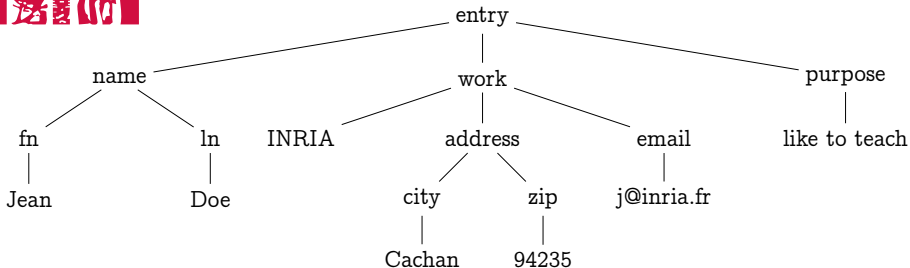 entry
name work purpose
fn ln INRIA address email like to teach
Jean Doe city zip j@inria.fr
Cachan 94235